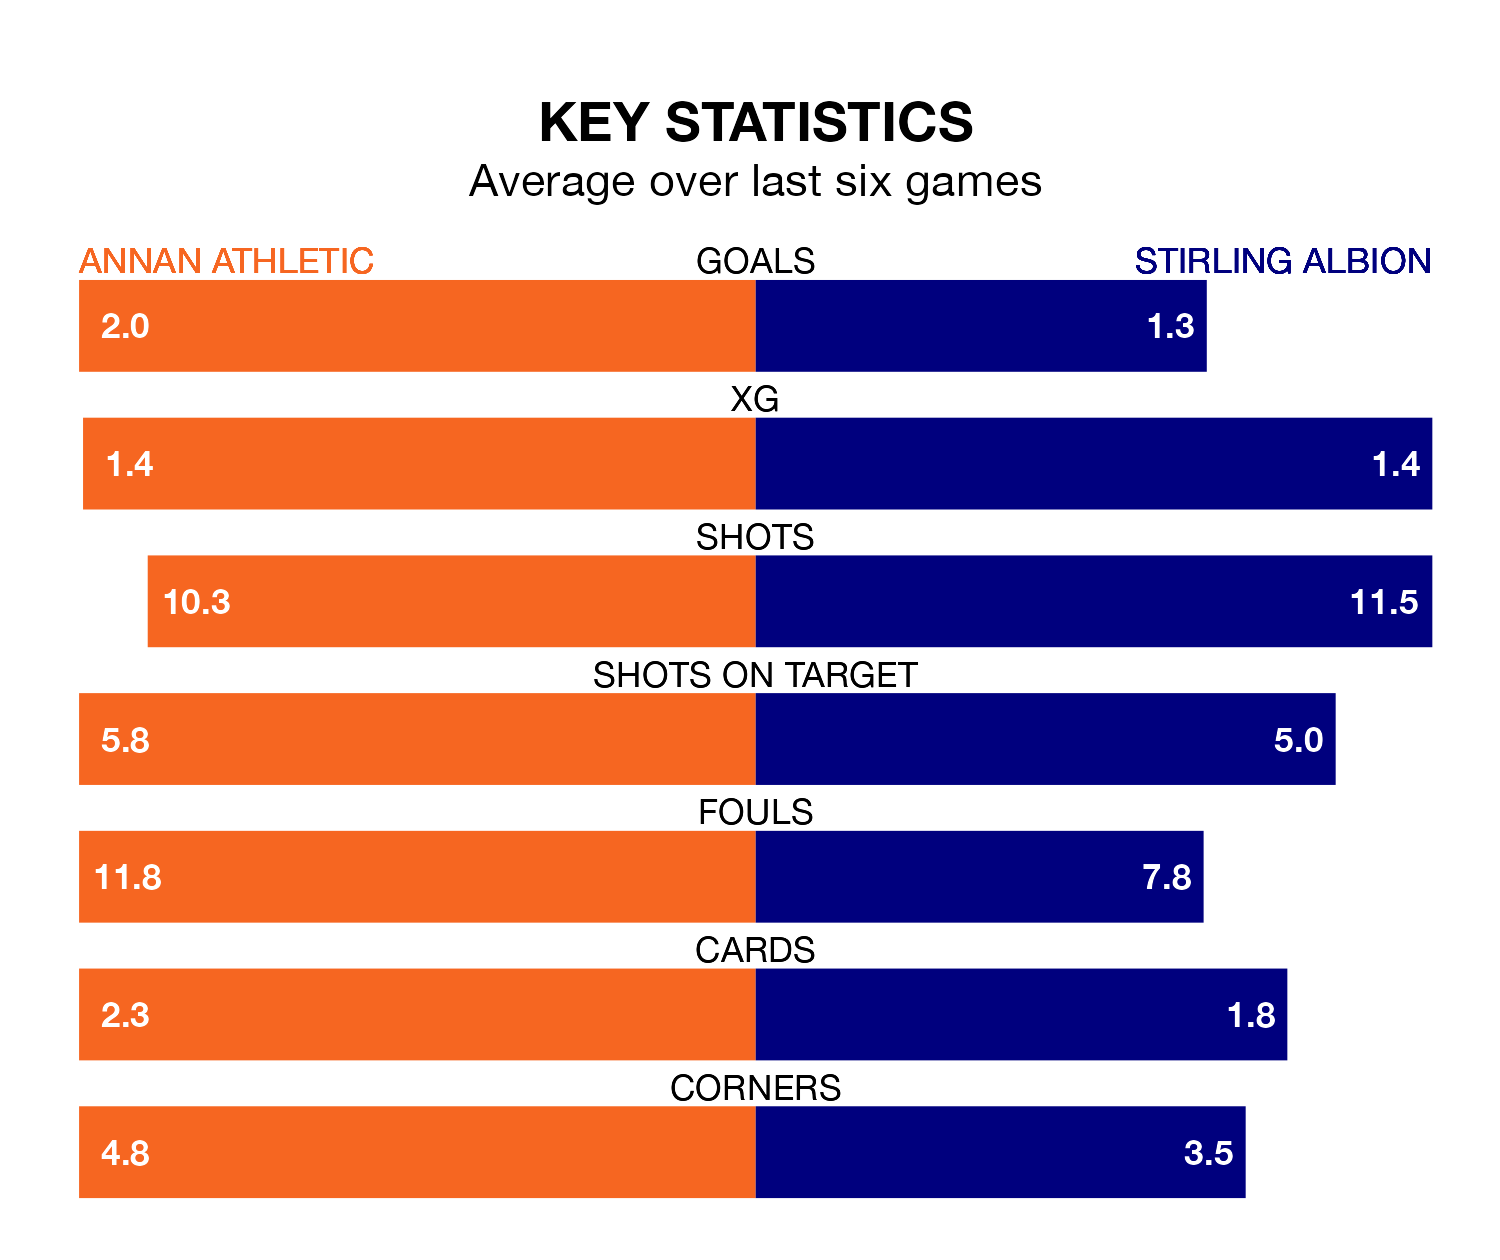 KEY STATISTICS
Average over last six games
ANNAN ATHLETIC GOALS STIRLING ALBION
2.0 1.3
XG
1.4 1.4
SHOTS
10.3 11.5
SHOTS ON TARGET
5.8 5.0
FOULS
11.8 7.8
CARDS
2.3 1.8
CORNERS
4.8 3.5